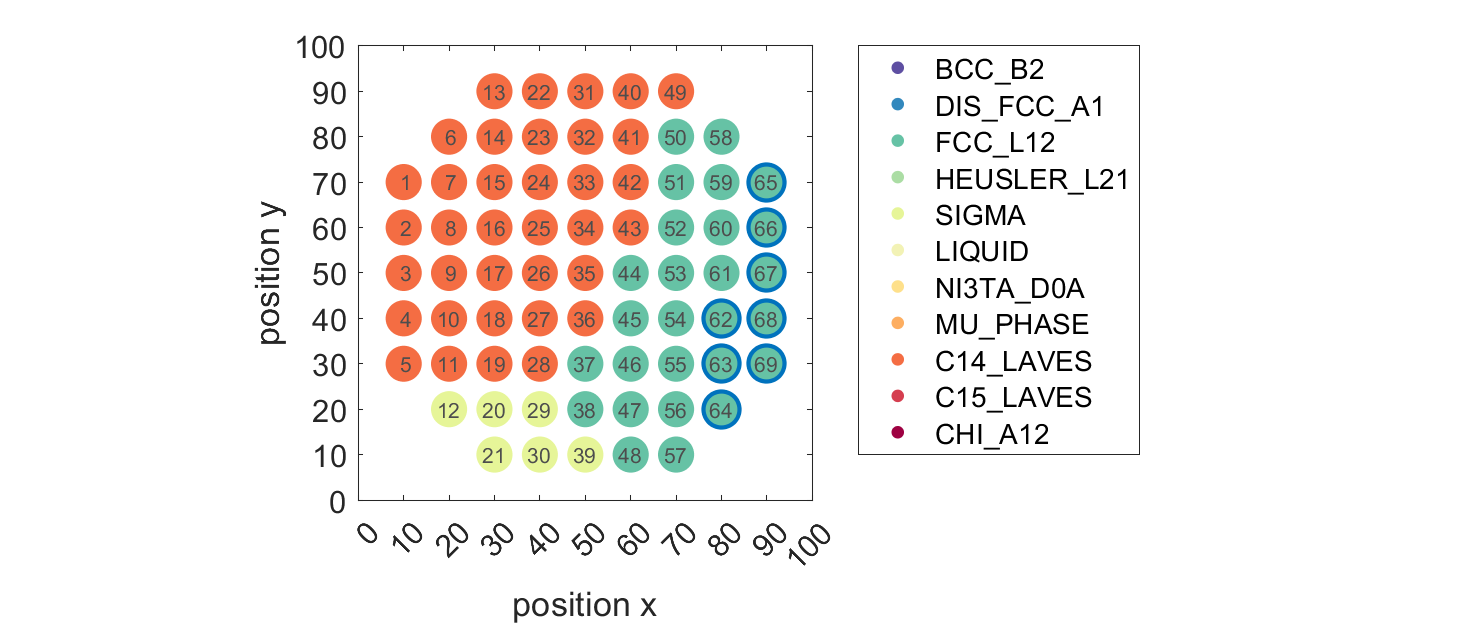 100
90
80
70
60
50
40
30
20
10
0
position y
13 22 31 40 49
6 14 23 32 41 50 58
1 7 15 24 33 42 51 59 65
2 8 16 25 34 43 52 60 66
3 9 17 26 35 44 53 61 67
4 10 18 27 36 45 54 62 68
5 11 19 28 37 46 55 63 69
12 20 29 38 47 56 64
21 30 39 48 57
0 10 20 30 40 50 60 70 80 90 100
position x
BCC_B2
DIS_FCC_A1
FCC_L12
HEUSLER_L21
SIGMA
LIQUID
NI3TA_D0A
MU_PHASE
C14_LAVES
C15_LAVES
CHI_A12